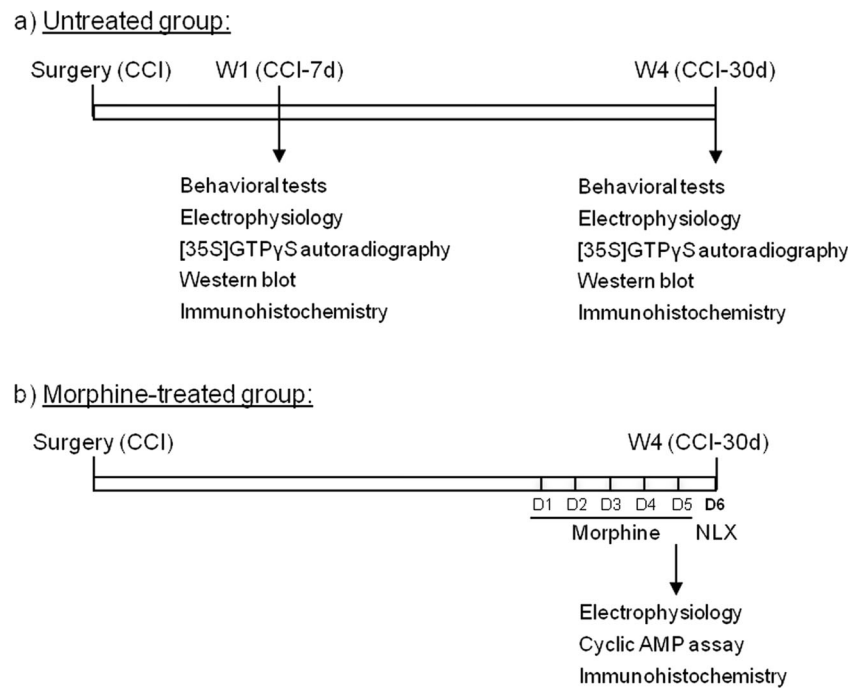 a) Untreated group:
Surgery (CCI) W1 (CCI-7d) W4 (CCI-30d)
Behavioral tests
Electrophysiology
[35S]GTPγS autoradiography
Western blot
Immunohistochemistry
Behavioral tests
Electrophysiology
[35S]GTPγS autoradiography
Western blot
Immunohistochemistry
b) Morphine-treated group:
Surgery (CCI) W4 (CCI-30d)
D1 D2 D3 D4 D5 D6
Morphine NLX
Electrophysiology
Cyclic AMP assay
Immunohistochemistry